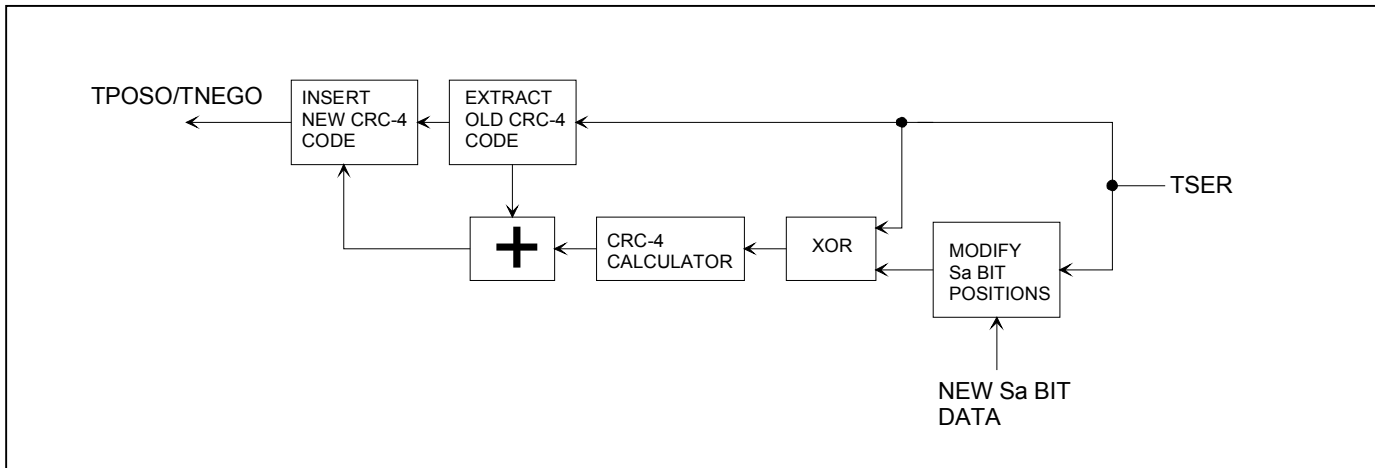 TPOSO/TNEGO
INSERT
NEW CRC-4
CODE
EXTRACT
OLD CRC-4
CODE
TSER
+
CRC-4
CALCULATOR
XOR
MODIFY
Sa BIT
POSITIONS
NEW Sa BIT
DATA